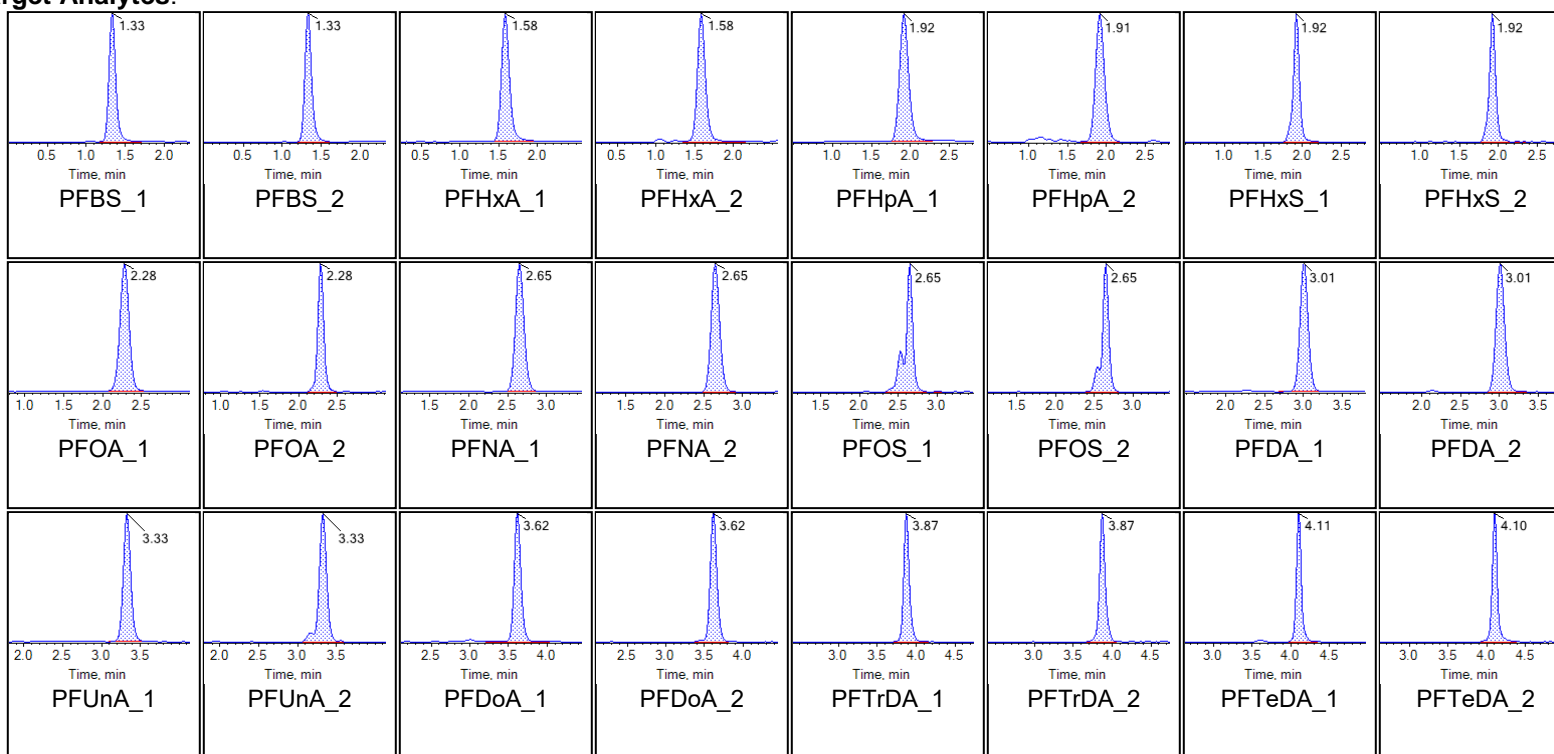 rget Analytes:
1.33 1.33 1.58 1.58 1.92 1.91 1.92 1.92
0.5 1.0 1.5 2.0 0.5 1.0 1.5 2.0 0.5 1.0 1.5 2.0 0.5 1.0 1.5 2.0 1.0 1.5 2.0 2.5 1.0 1.5 2.0 2.5 1.0 1.5 2.0 2.5 1.0 1.5 2.0 2.5
Time, min Time, min Time, min Time, min Time, min Time, min Time, min Time, min
PFBS_1 PFBS_2 PFHxA_1 PFHxA_2 PFHpA_1 PFHpA_2 PFHxS_1 PFHxS_2
2.28 2.28 2.65 2.65 2.65 2.65 3.01 3.01
1.0 1.5 2.0 2.5 1.0 1.5 2.0 2.5 1.5 2.0 2.5 3.0 1.5 2.0 2.5 3.0 1.5 2.0 2.5 3.0 1.5 2.0 2.5 3.0 2.0 2.5 3.0 3.5 2.0 2.5 3.0 3.5
Time, min Time, min Time, min Time, min Time, min Time, min Time, min Time, min
PFOA_1 PFOA_2 PFNA_1 PFNA_2 PFOS_1 PFOS_2 PFDA_1 PFDA_2
3.33 3.33 3.62 3.62 3.87 3.87 4.11 4.10
2.0 2.5 3.0 3.5 2.0 2.5 3.0 3.5 2.5 3.0 3.5 4.0 2.5 3.0 3.5 4.0 3.0 3.5 4.0 4.5 3.0 3.5 4.0 4.5 3.0 3.5 4.0 4.5 3.0 3.5 4.0 4.5
Time, min Time, min Time, min Time, min Time, min Time, min Time, min Time, min
PFUnA_1 PFUnA_2 PFDoA_1 PFDoA_2 PFTrDA_1 PFTrDA_2 PFTeDA_1 PFTeDA_2